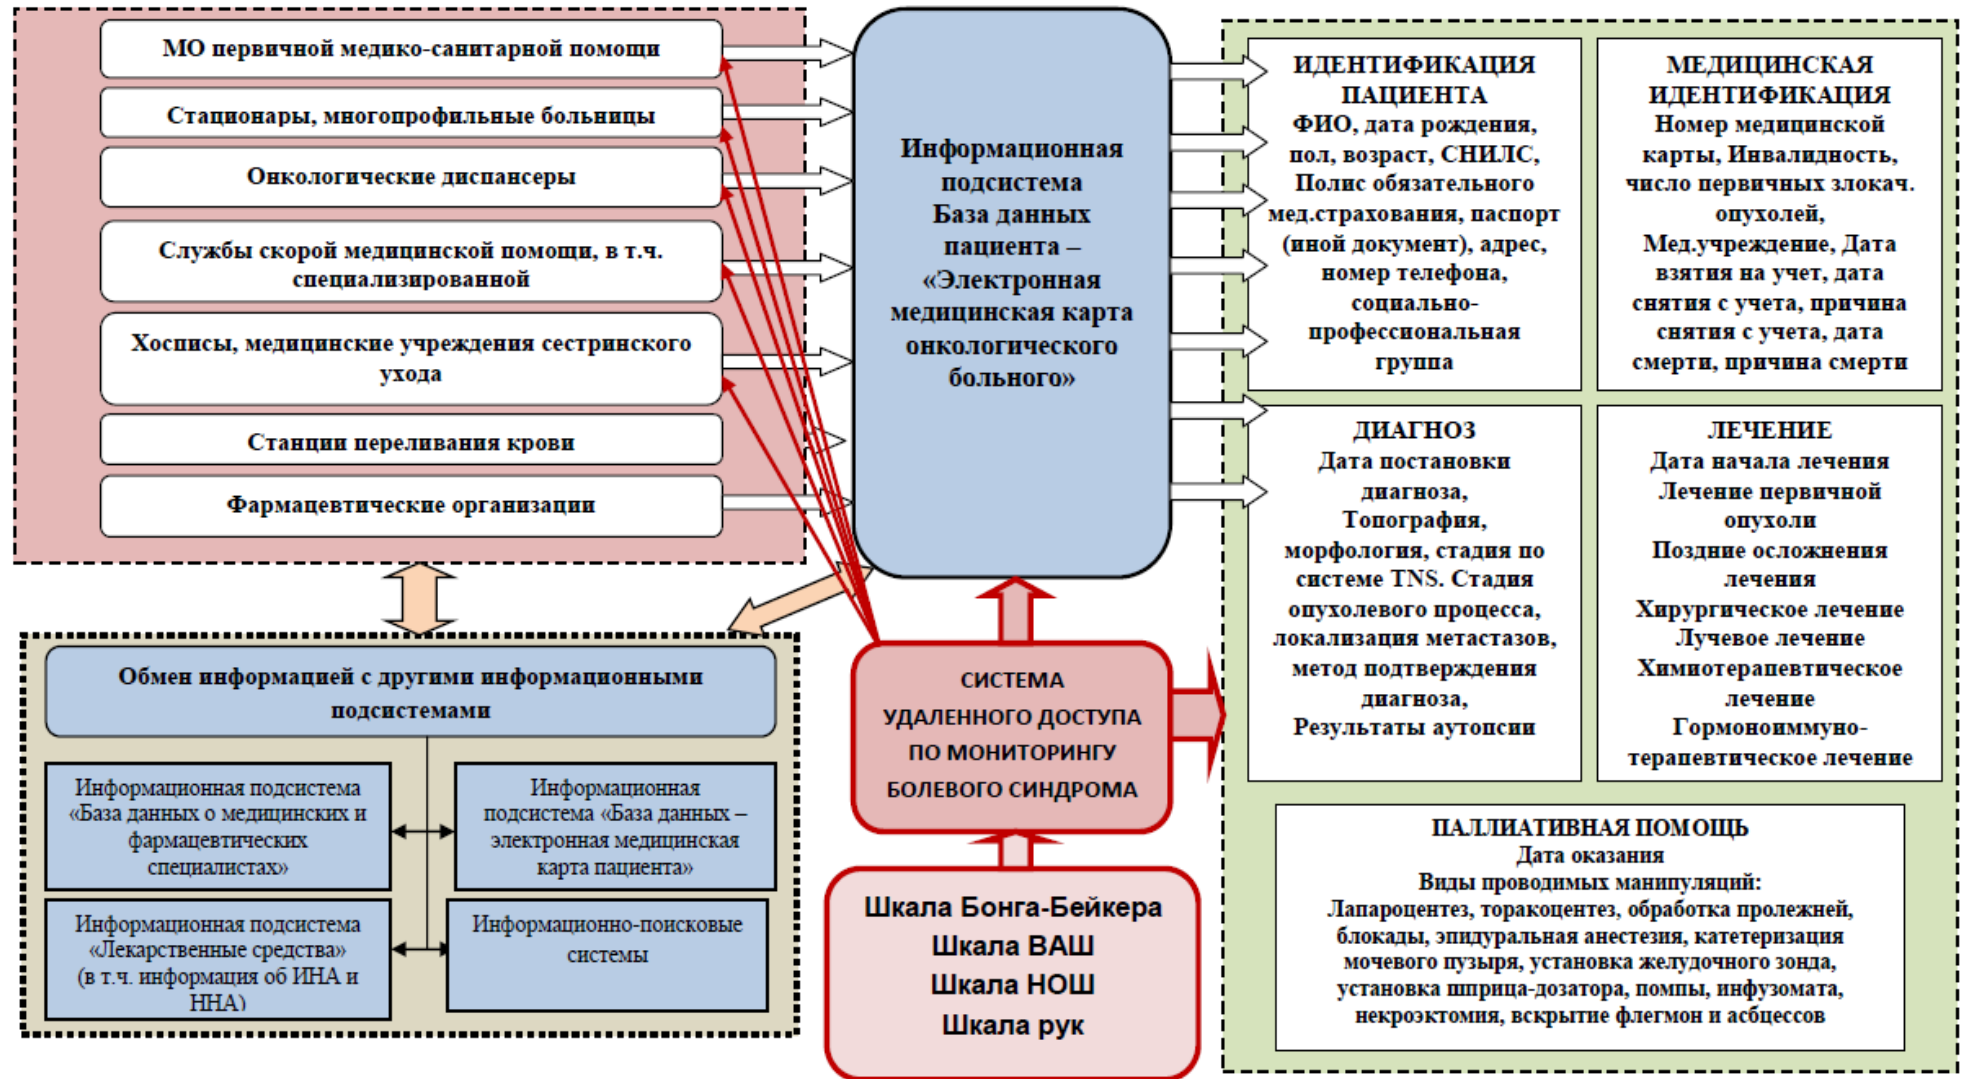 МО первичной медико-санитарной помощи
Стационары, многопрофильные больницы
Онкологические диспансеры
Службы скорой медицинской помощи, в т.ч.
специализированной
Хосписы, медицинские учреждения сестринского
ухода
Станции переливания крови
Фармацевтические организации
Информационная
подсистема
База данных
пациента –
«Электронная
медицинская карта
онкологического
больного»
ИДЕНТИФИКАЦИЯ
ПАЦИЕНТА
ФИО, дата рождения,
пол, возраст, СНИЛС,
Полис обязательного
мед.страхования, паспорт
(иной документ), адрес,
номер телефона,
социально-
профессиональная
группа
МЕДИЦИНСКАЯ
ИДЕНТИФИКАЦИЯ
Номер медицинской
карты, Инвалидность,
число первичных злокач.
опухолей,
Мед.учреждение, Дата
взятия на учет, дата
снятия с учета, причина
снятия с учета, дата
смерти, причина смерти
ДИАГНОЗ
Дата постановки
диагноза,
Топография,
морфология, стадия по
системе TNS. Стадия
опухолевого процесса,
локализация метастазов,
метод подтверждения
диагноза,
Результаты аутопсии
ЛЕЧЕНИЕ
Дата начала лечения
Лечение первичной
опухоли
Поздние осложнения
лечения
Хирургическое лечение
Лучевое лечение
Химиотерапевтическое
лечение
Гормоноиммуно-
терапевтическое лечение
ПАЛЛИАТИВНАЯ ПОМОЩЬ
Дата оказания
Виды проводимых манипуляций:
Лапароцентез, торакоцентез, обработка пролежней,
блокады, эпидуральная анестезия, катетеризация
мочевого пузыря, установка желудочного зонда,
установка шприца-дозатора, помпы, инфузомата,
некроэктомия, вскрытие флегмон и асбцессов
Обмен информацией с другими информационными
подсистемами
Информационная подсистема
«База данных о медицинских и
фармацевтических
специалистах»
Информационная
подсистема «База данных –
электронная медицинская
карта пациента»
Информационная подсистема
«Лекарственные средства»
(в т.ч. информация об ИНА и
ННА)
Информационно-поисковые
системы
СИСТЕМА
УДАЛЕННОГО ДОСТУПА
ПО МОНИТОРИНГУ
БОЛЕВОГО СИНДРОМА
Шкала Бонга-Бейкера
Шкала ВАШ
Шкала НОШ
Шкала рук